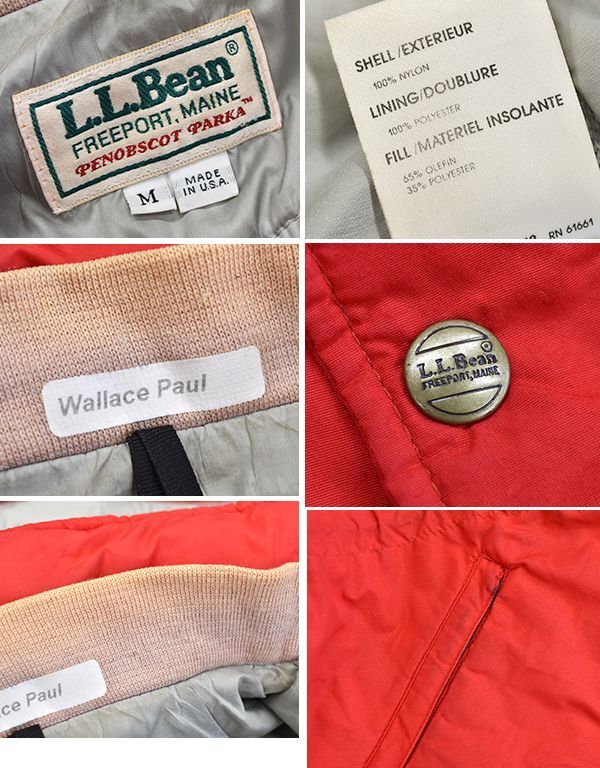 L.L.Bean®
FREEPORT, MAINE
PENOBSCOT PARKA™
M
MADE
IN U.S.A.
SHELL/EXTERIEUR
100% NYLON
LINING/DOUBLURE
100% POLYESTER
FILL/MATERIEL INSOLANTE
65% OLEFIN
35% POLYESTER
RN 61661
Wallace Paul
L.L.Bean®
FREEPORT, MAINE
ce Paul